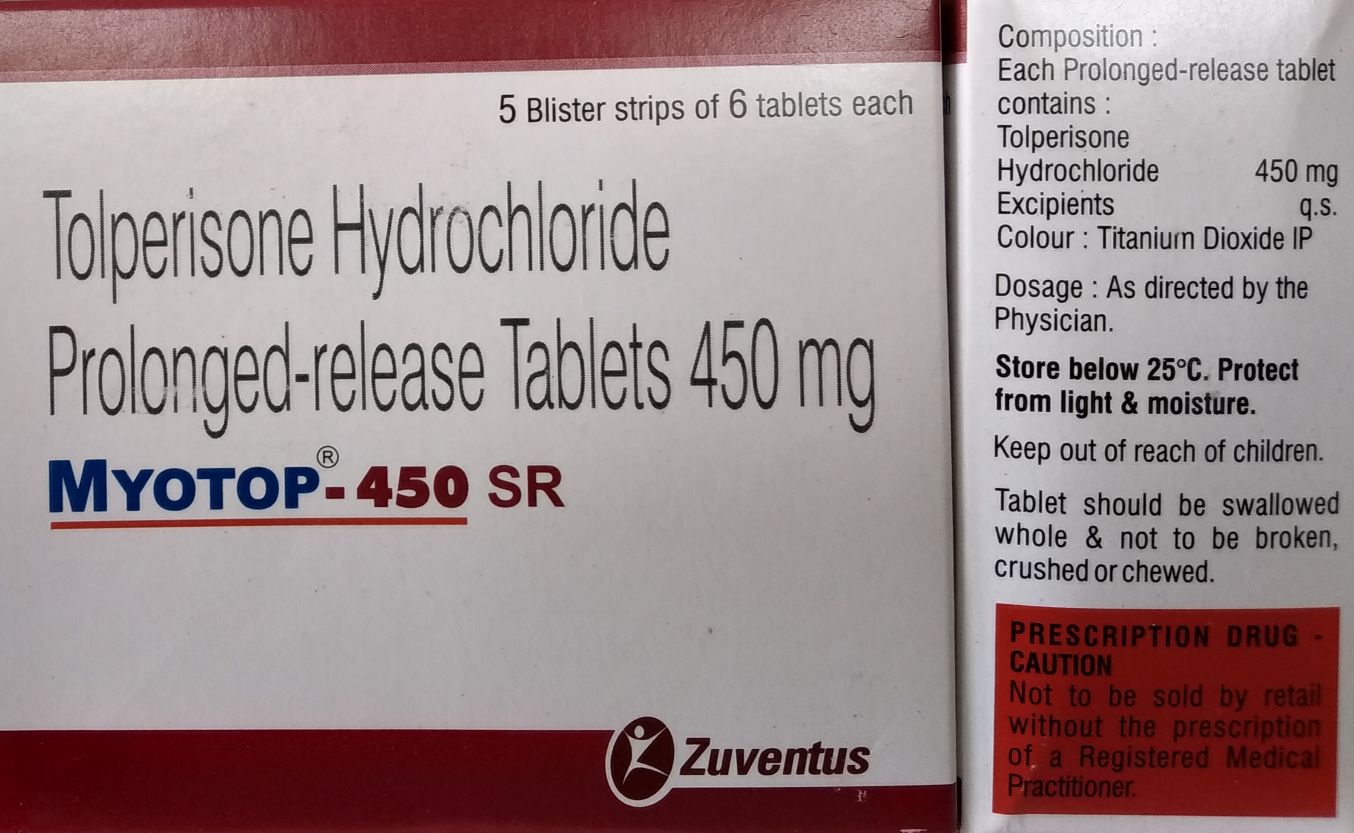 5 Blister strips of 6 tablets each
Tolperisone Hydrochloride
Prolonged-release Tablets 450 mg
MYOTOP®-450 SR
Zuventus
Composition :
Each Prolonged-release tablet
contains :
Tolperisone
Hydrochloride 450 mg
Excipients q.s.
Colour : Titanium Dioxide IP
Dosage : As directed by the
Physician.
Store below 25°C. Protect
from light & moisture.
Keep out of reach of children.
Tablet should be swallowed
whole & not to be broken,
crushed or chewed.
PRESCRIPTION DRUG -
CAUTION
Not to be sold by retail
without the prescription
of a Registered Medical
Practitioner.